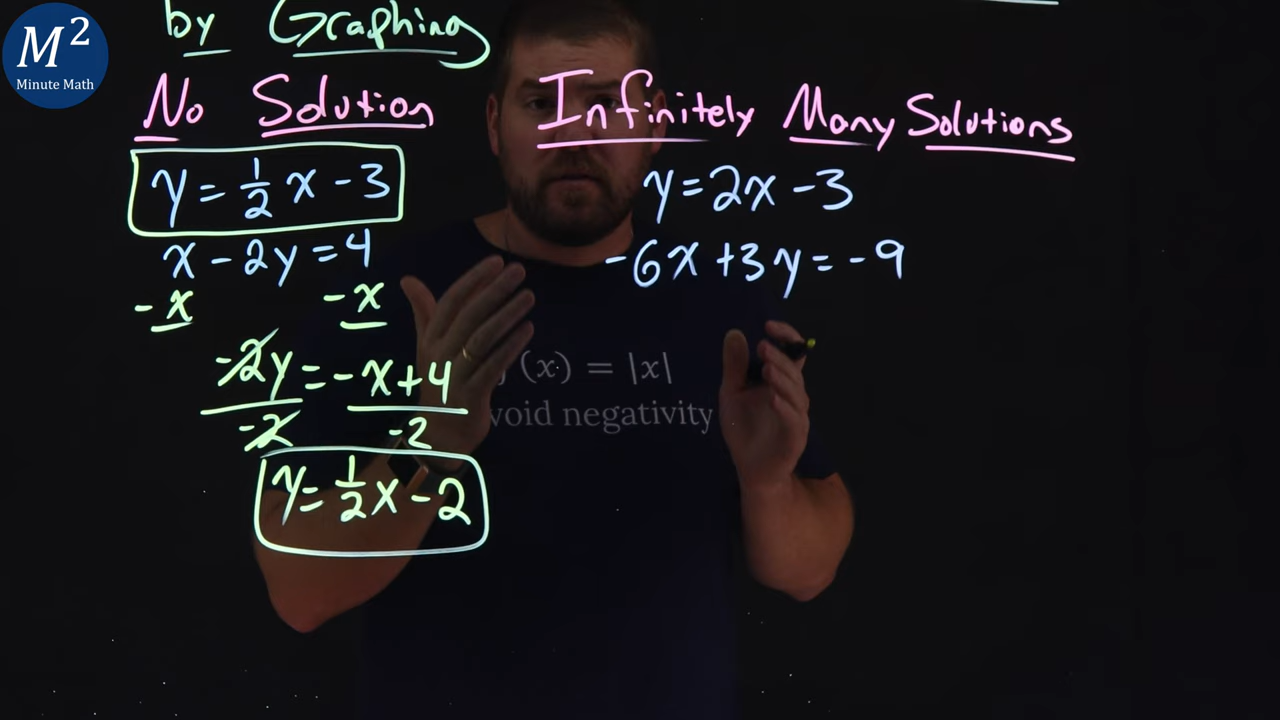 M²
Minute Math
by Graphing
No Solution
y = 1/2 x - 3
x - 2y = 4
-x -x
-2y = -x + 4
-2 -2
y = 1/2 x - 2
Infinitely Many Solutions
y = 2x - 3
-6x + 3y = -9
(x) = |x|
void negativity